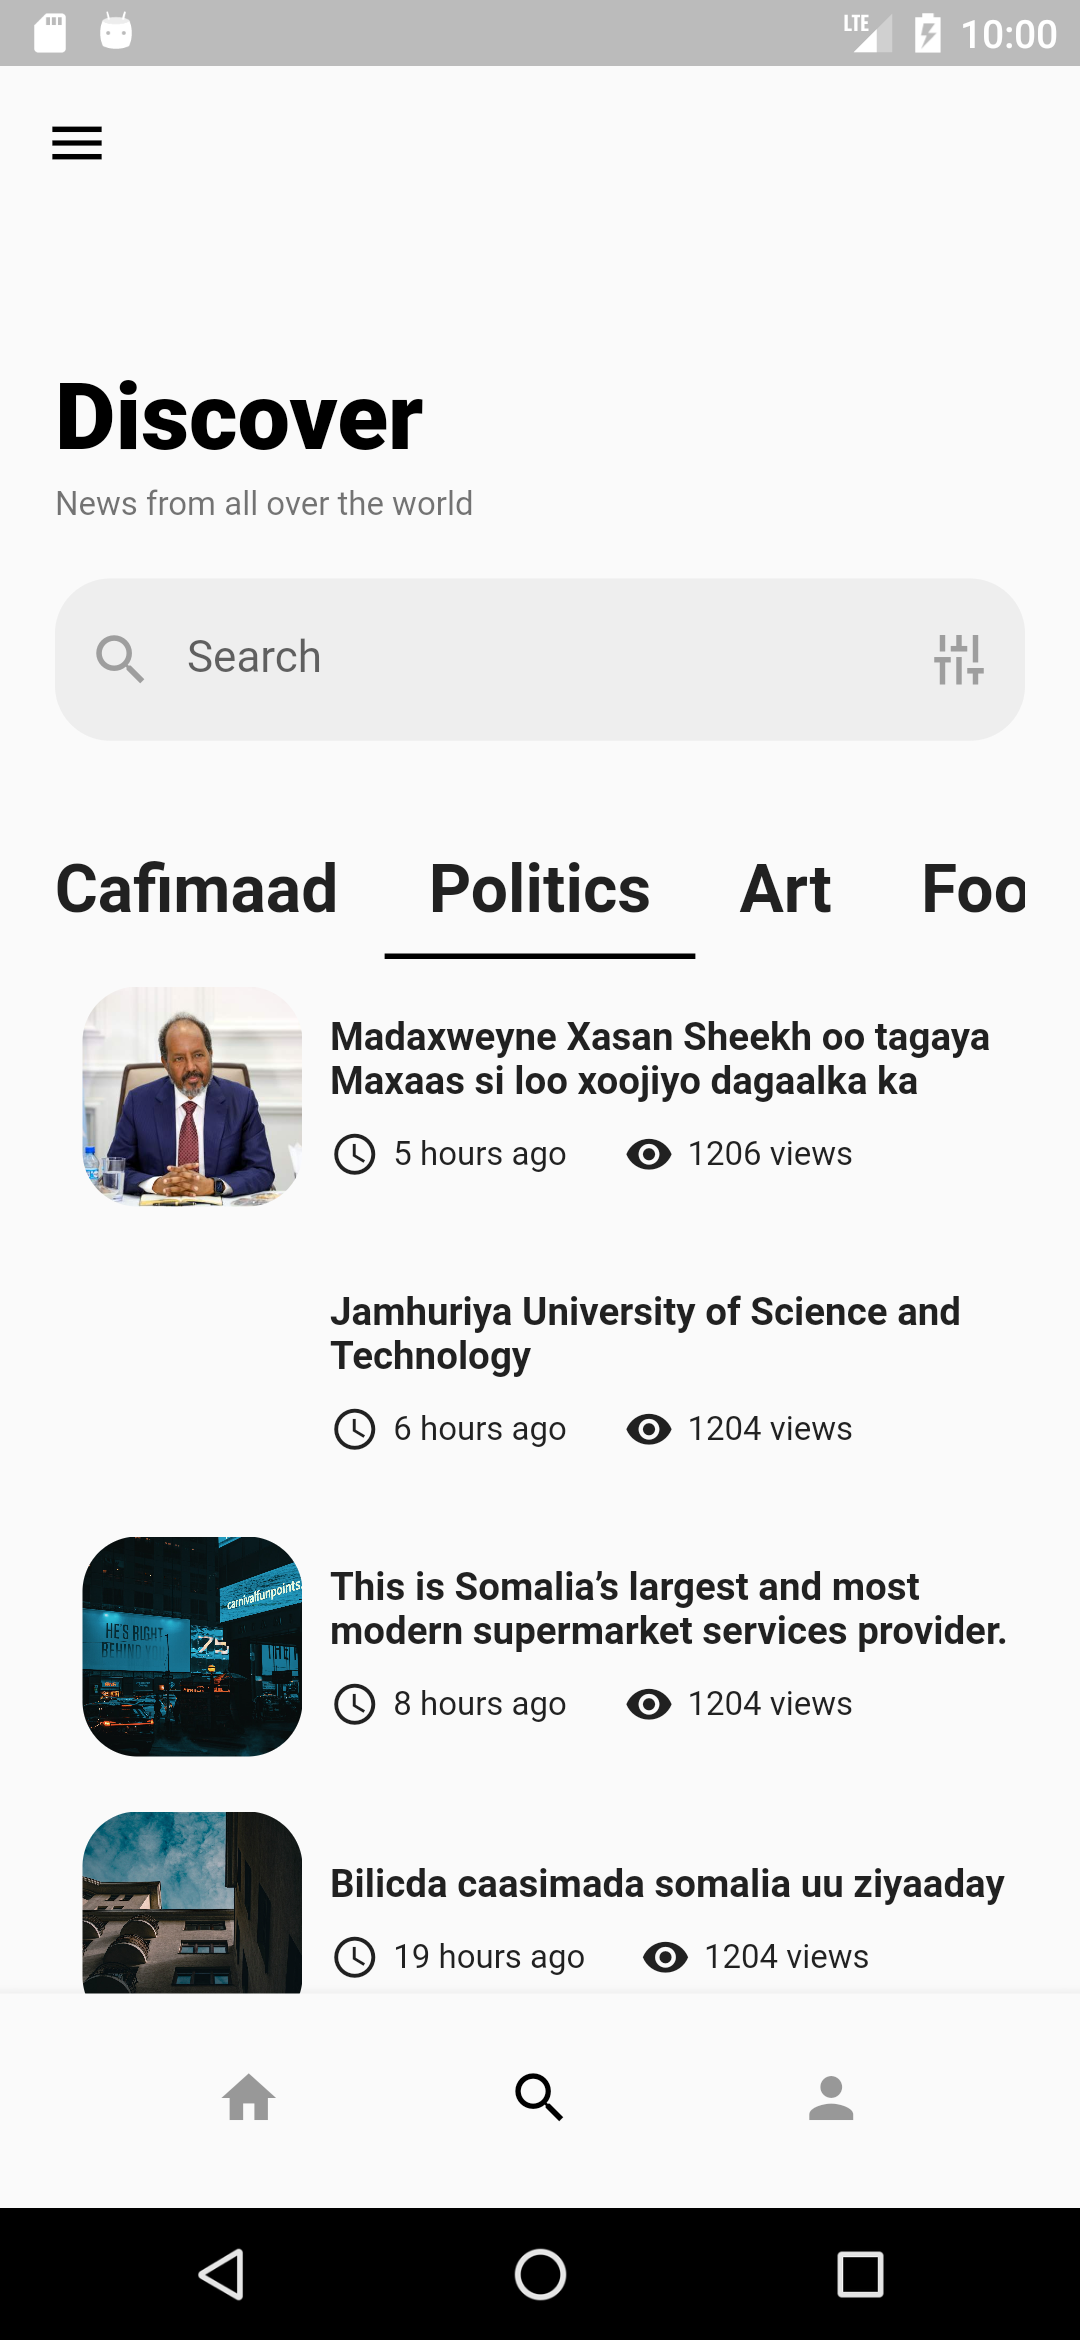 LTE 10:00
Discover
News from all over the world
Search
Cafimaad Politics Art Foo
Madaxweyne Xasan Sheekh oo tagaya
Maxaas si loo xoojiyo dagaalka ka
5 hours ago 1206 views
Jamhuriya University of Science and
Technology
6 hours ago 1204 views
carnivalfunpoints.
HE'S RIGHT
BEHIND YOU
75
This is Somalia’s largest and most
modern supermarket services provider.
8 hours ago 1204 views
Bilicda caasimada somalia uu ziyaaday
19 hours ago 1204 views